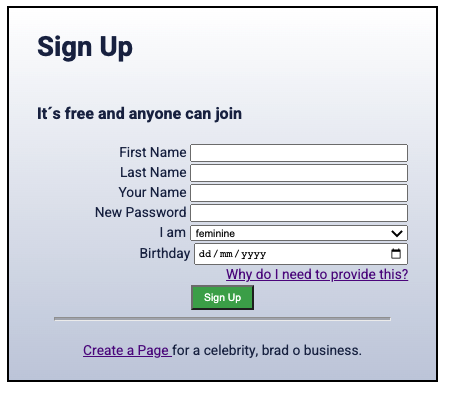 Sign Up
It´s free and anyone can join
First Name
Last Name
Your Name
New Password
I am feminine
Birthday dd/mm/yyyy
Why do I need to provide this?
Sign Up
Create a Page for a celebrity, brad o business.